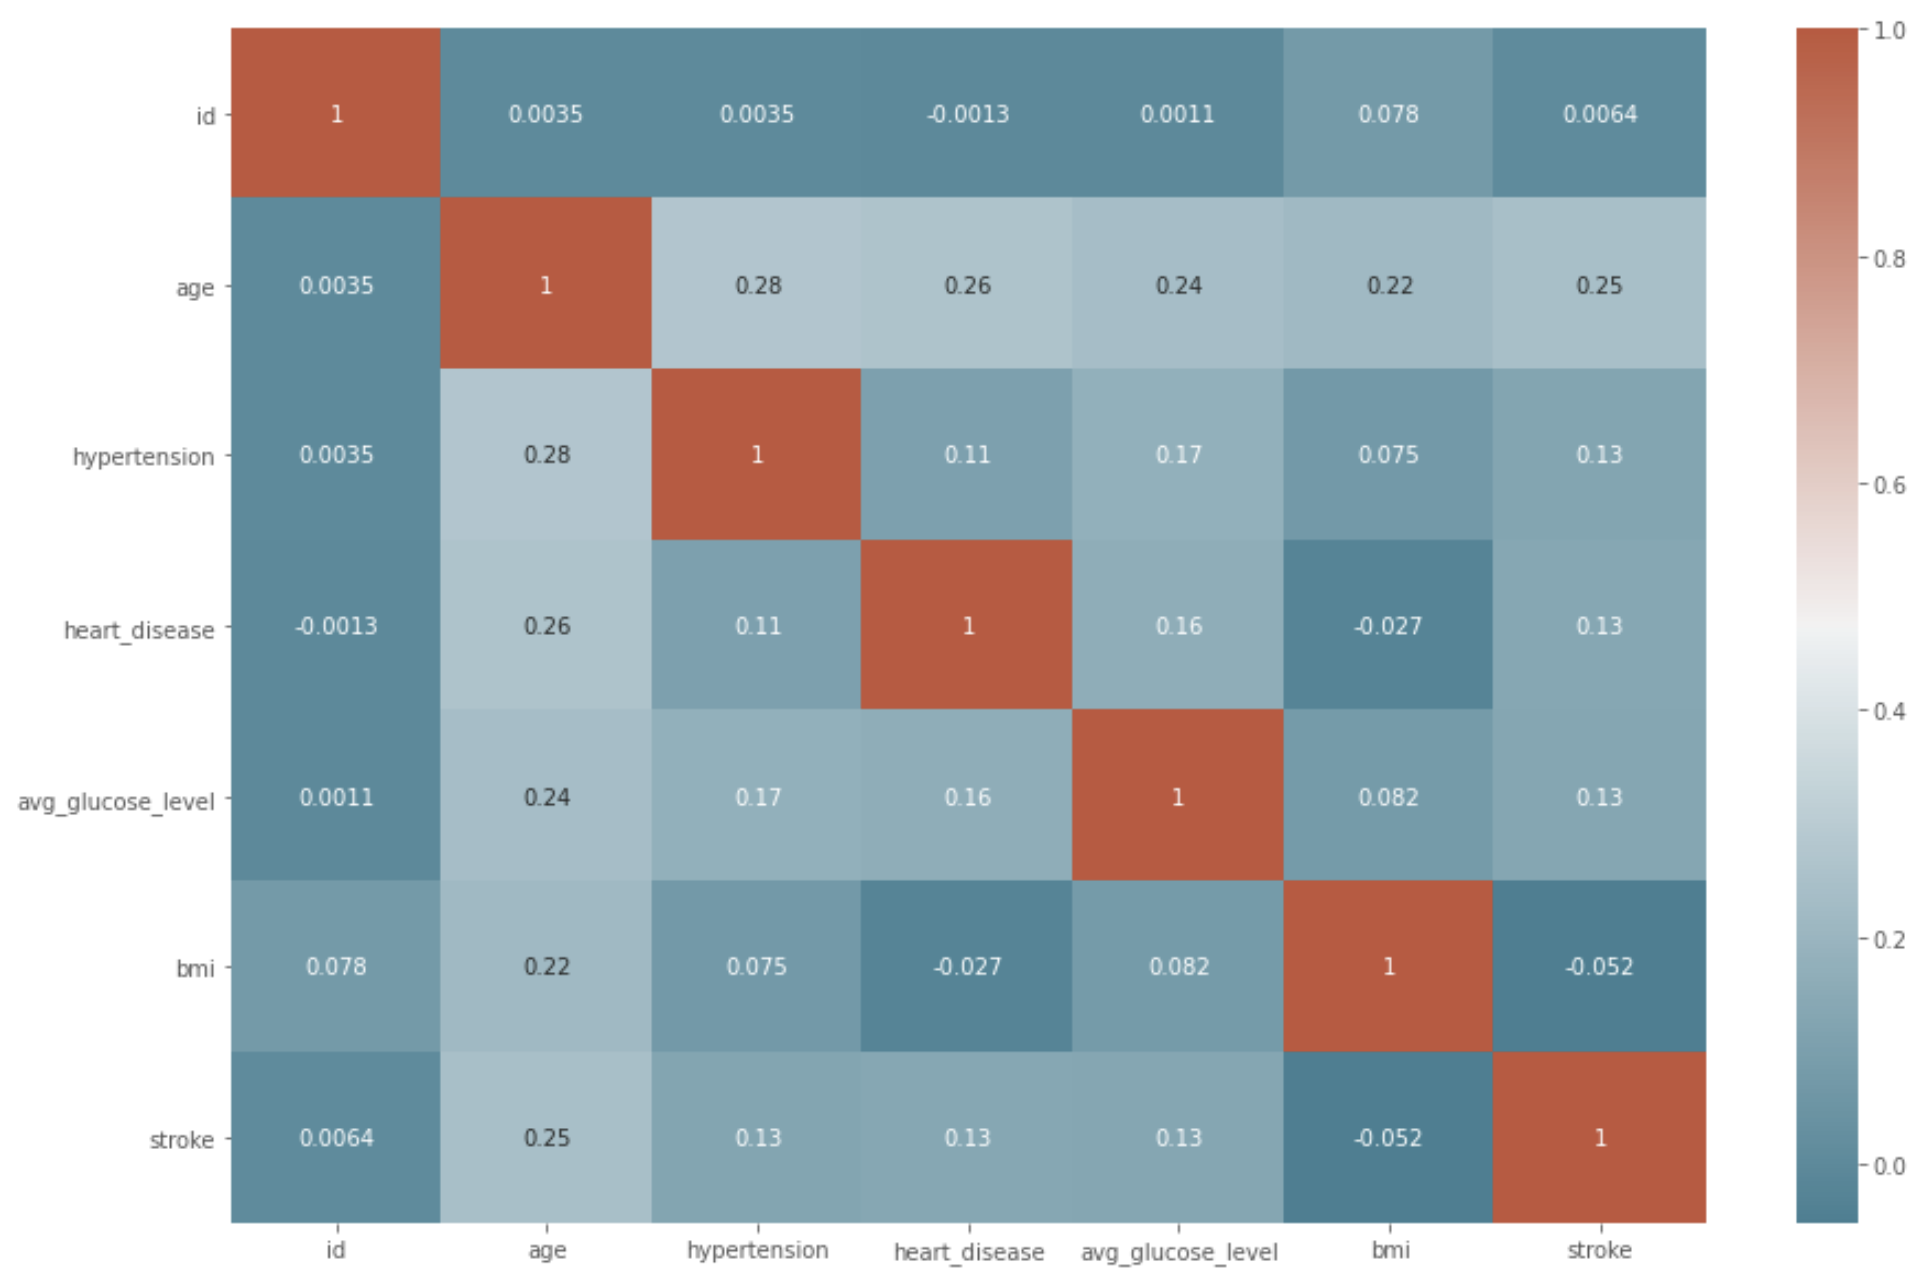 1.0
id 1 0.0035 0.0035 -0.0013 0.0011 0.078 0.0064
0.8
age 0.0035 1 0.28 0.26 0.24 0.22 0.25
hypertension 0.0035 0.28 1 0.11 0.17 0.075 0.13
0.6
heart_disease -0.0013 0.26 0.11 1 0.16 -0.027 0.13
0.4
avg_glucose_level 0.0011 0.24 0.17 0.16 1 0.082 0.13
0.2
bmi 0.078 0.22 0.075 -0.027 0.082 1 -0.052
stroke 0.0064 0.25 0.13 0.13 0.13 -0.052 1
0.0
id age hypertension heart_disease avg_glucose_level bmi stroke